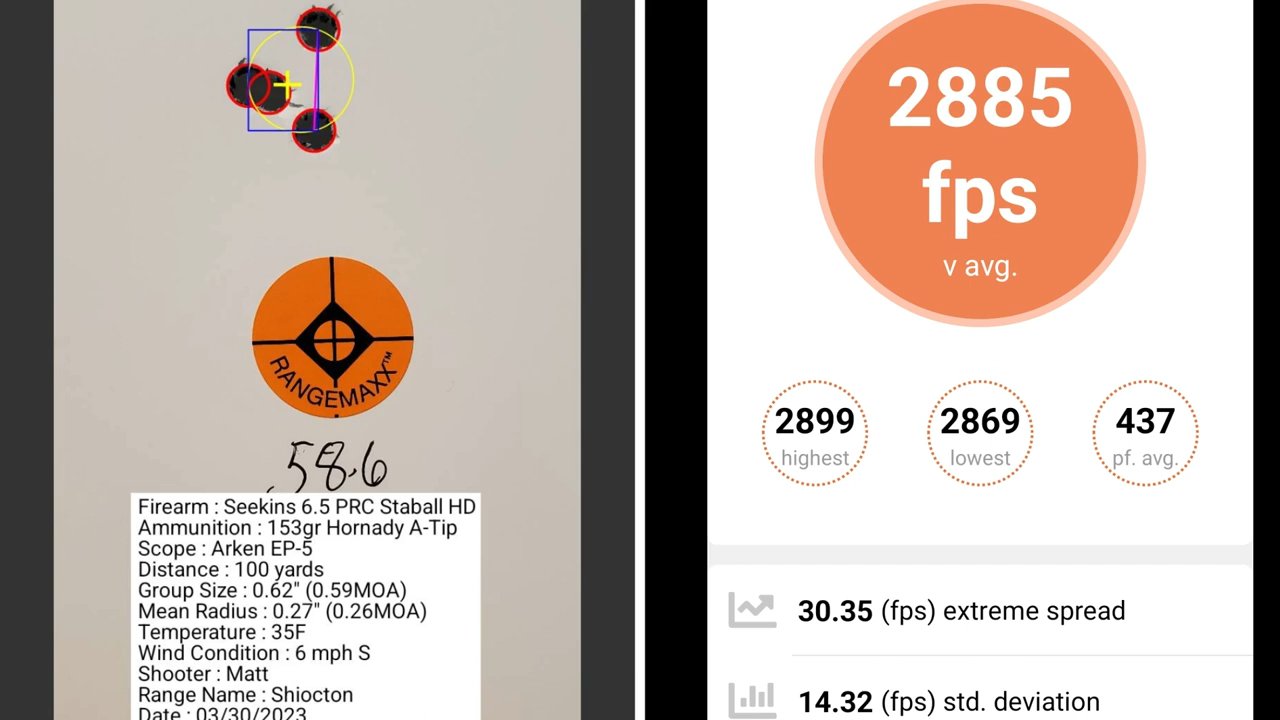 RANGEMAXX™
58.6
Firearm : Seekins 6.5 PRC Staball HD
Ammunition : 153gr Hornady A-Tip
Scope : Arken EP-5
Distance : 100 yards
Group Size : 0.62" (0.59MOA)
Mean Radius : 0.27" (0.26MOA)
Temperature : 35F
Wind Condition : 6 mph S
Shooter : Matt
Range Name : Shiocton
Date : 03/30/2023
2885
fps
v avg.
2899
highest
2869
lowest
437
pf. avg.
30.35 (fps) extreme spread
14.32 (fps) std. deviation